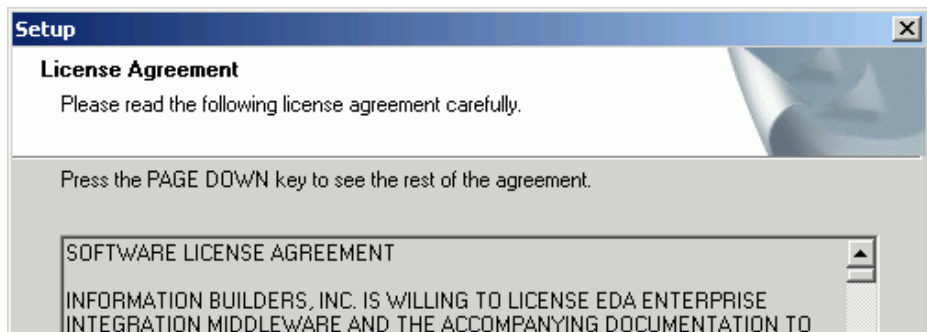 Setup
License Agreement
Please read the following license agreement carefully.
Press the PAGE DOWN key to see the rest of the agreement.
SOFTWARE LICENSE AGREEMENT
INFORMATION BUILDERS, INC. IS WILLING TO LICENSE EDA ENTERPRISE
INTEGRATION MIDDLEWARE AND THE ACCOMPANYING DOCUMENTATION TO